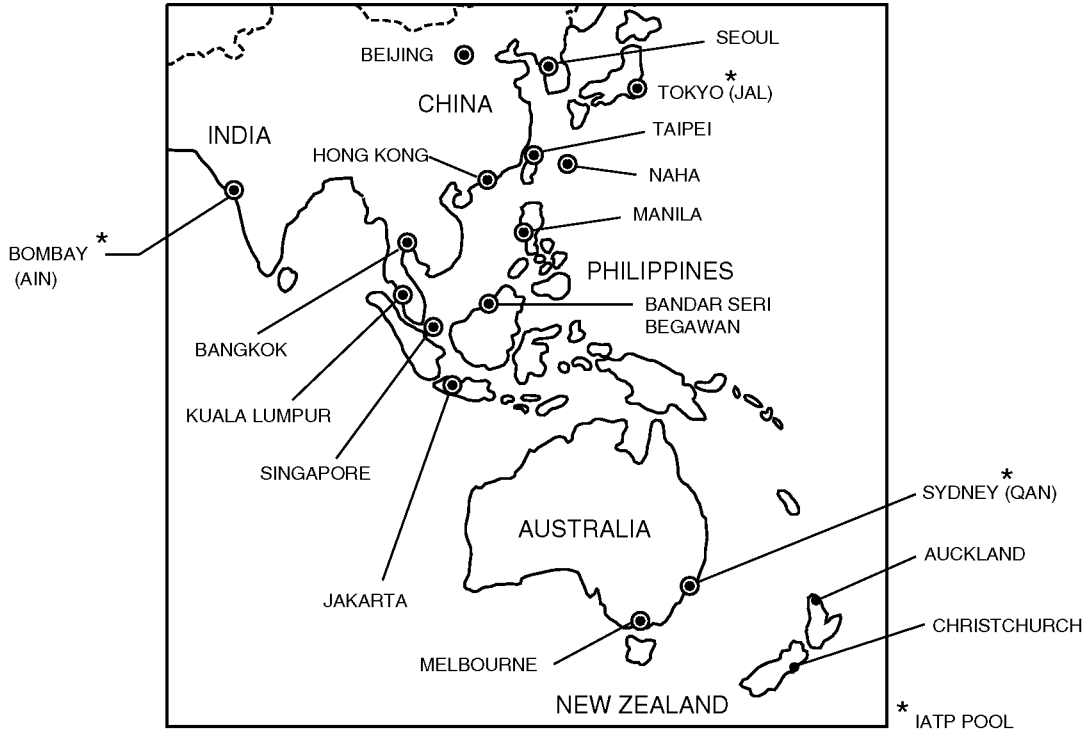 SEOUL
BEIJING
TOKYO * (JAL)
CHINA
TAIPEI
INDIA
HONG KONG
NAHA
MANILA
BOMBAY *
(AIN)
PHILIPPINES
BANDAR SERI
BEGAWAN
BANGKOK
KUALA LUMPUR
SINGAPORE
SYDNEY * (QAN)
AUSTRALIA
AUCKLAND
JAKARTA
CHRISTCHURCH
MELBOURNE
NEW ZEALAND
* IATP POOL